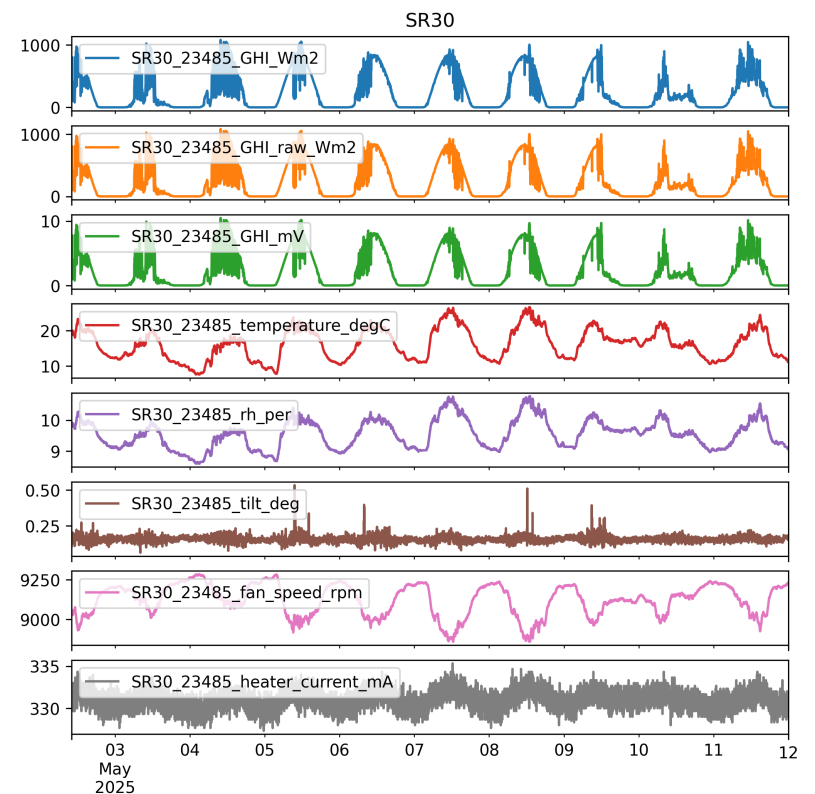 SR30
1000
0
SR30_23485_GHI_Wm2
1000
0
SR30_23485_GHI_raw_Wm2
10
0
SR30_23485_GHI_mV
20
10
SR30_23485_temperature_degC
10
9
SR30_23485_rh_per
0.50
0.25
SR30_23485_tilt_deg
9250
9000
SR30_23485_fan_speed_rpm
335
330
SR30_23485_heater_current_mA
03 04 05 06 07 08 09 10 11 12
May
2025